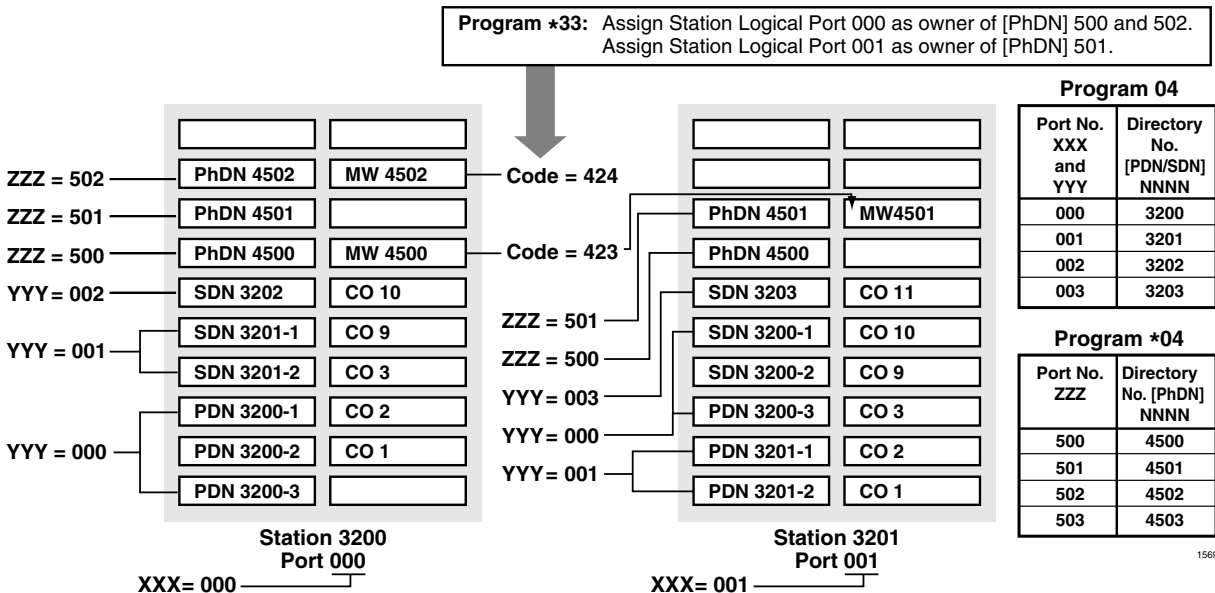 Program *33: Assign Station Logical Port 000 as owner of [PhDN] 500 and 502.
Assign Station Logical Port 001 as owner of [PhDN] 501.
ZZZ = 502
PhDN 4502 MW 4502
Code = 424
ZZZ = 501
PhDN 4501
ZZZ = 500
PhDN 4500 MW 4500
Code = 423
YYY= 002
SDN 3202 CO 10
YYY = 001
SDN 3201-1 CO 9
SDN 3201-2 CO 3
YYY = 000
PDN 3200-1 CO 2
PDN 3200-2 CO 1
PDN 3200-3
Station 3200
Port 000
XXX= 000
PhDN 4501 MW4501
PhDN 4500
SDN 3203 CO 11
ZZZ = 501
SDN 3200-1 CO 10
ZZZ = 500
SDN 3200-2 CO 9
YYY= 003
PDN 3200-3 CO 3
YYY = 000
PDN 3201-1 CO 2
YYY = 001
PDN 3201-2 CO 1
Station 3201
Port 001
XXX= 001
Program 04
Port No. Directory
XXX No.
and [PDN/SDN]
YYY NNNN
000 3200
001 3201
002 3202
003 3203
Program *04
Port No. Directory
ZZZ No. [PhDN]
NNNN
500 4500
501 4501
502 4502
503 4503
1569